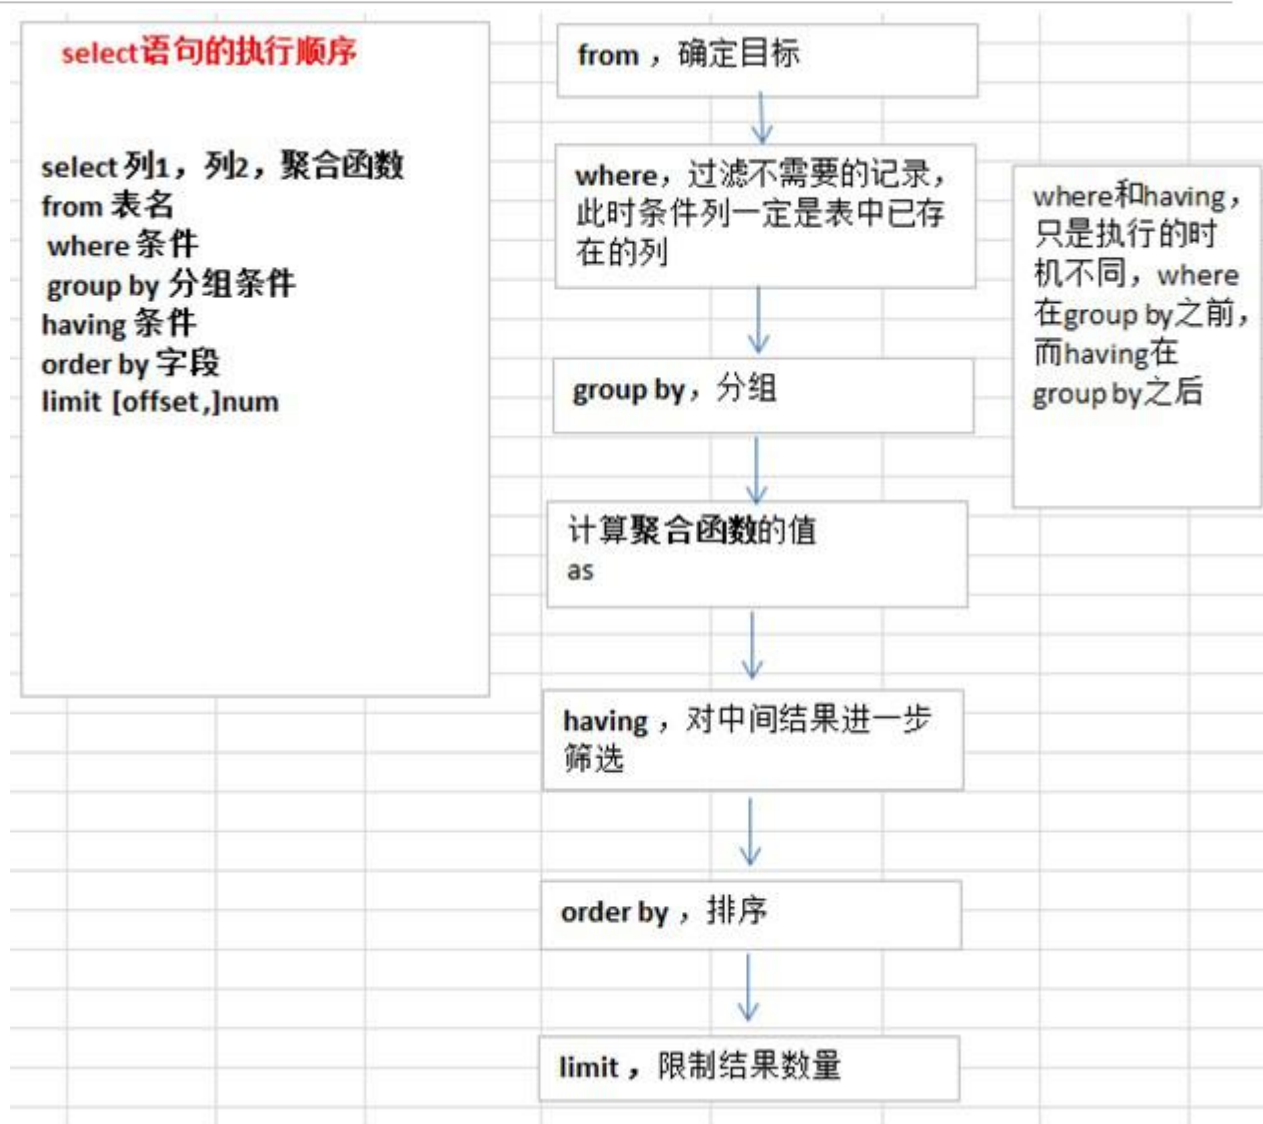 select语句的执行顺序
select 列1，列2，聚合函数
from 表名
where 条件
group by 分组条件
having 条件
order by 字段
limit [offset,]num
from ，确定目标
where，过滤不需要的记录，
此时条件列一定是表中已存
在的列
group by，分组
计算聚合函数的值
as
having ，对中间结果进一步
筛选
order by ，排序
limit ，限制结果数量
where和having，
只是执行的时
机不同，where
在group by之前，
而having在
group by之后